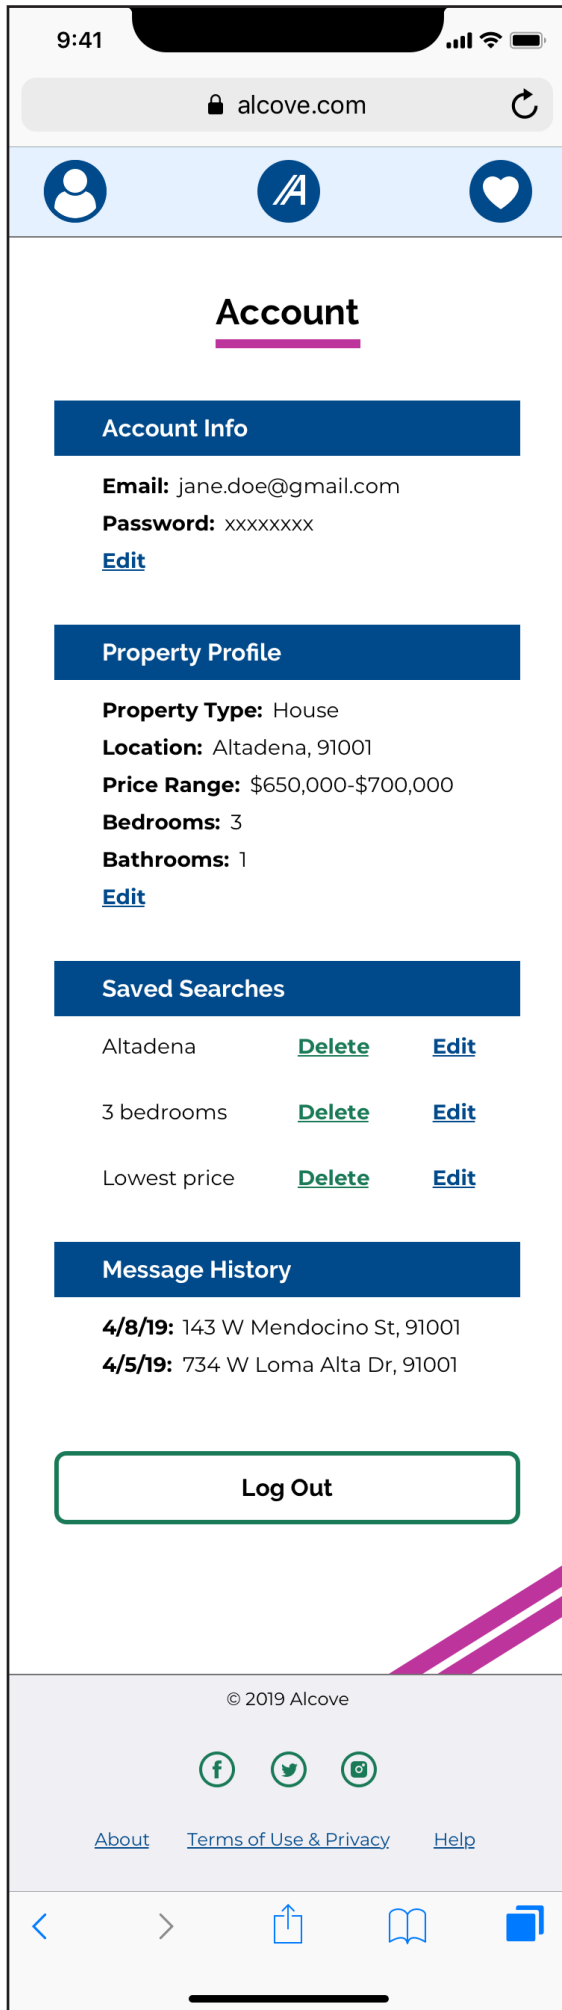 9:41
alcove.com
Account
Account Info
Email: jane.doe@gmail.com
Password: xxxxxxxx
Edit
Property Profile
Property Type: House
Location: Altadena, 91001
Price Range: $650,000-$700,000
Bedrooms: 3
Bathrooms: 1
Edit
Saved Searches
Altadena Delete Edit
3 bedrooms Delete Edit
Lowest price Delete Edit
Message History
4/8/19: 143 W Mendocino St, 91001
4/5/19: 734 W Loma Alta Dr, 91001
Log Out
© 2019 Alcove
About Terms of Use & Privacy Help